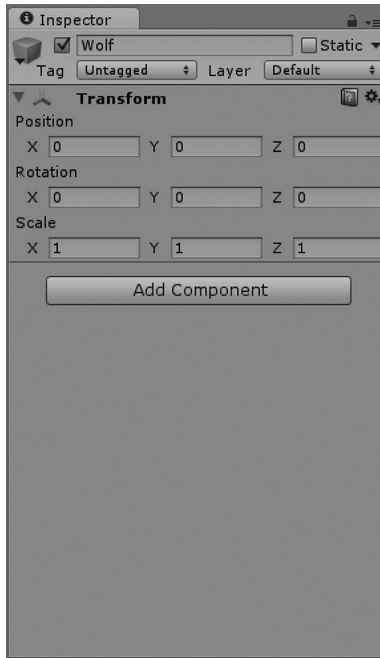 Inspector
Wolf Static
Tag Untagged Layer Default
Transform
Position
X 0 Y 0 Z 0
Rotation
X 0 Y 0 Z 0
Scale
X 1 Y 1 Z 1
Add Component